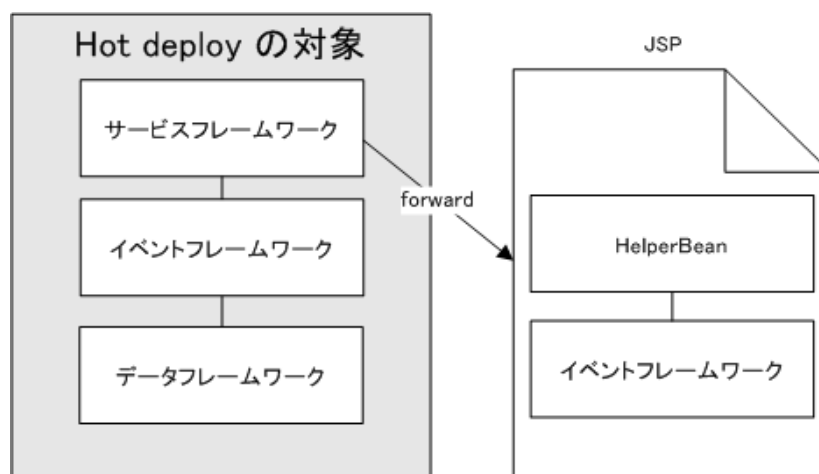 Hot deploy の対象
サービスフレームワーク
イベントフレームワーク
データフレームワーク
forward
JSP
HelperBean
イベントフレームワーク